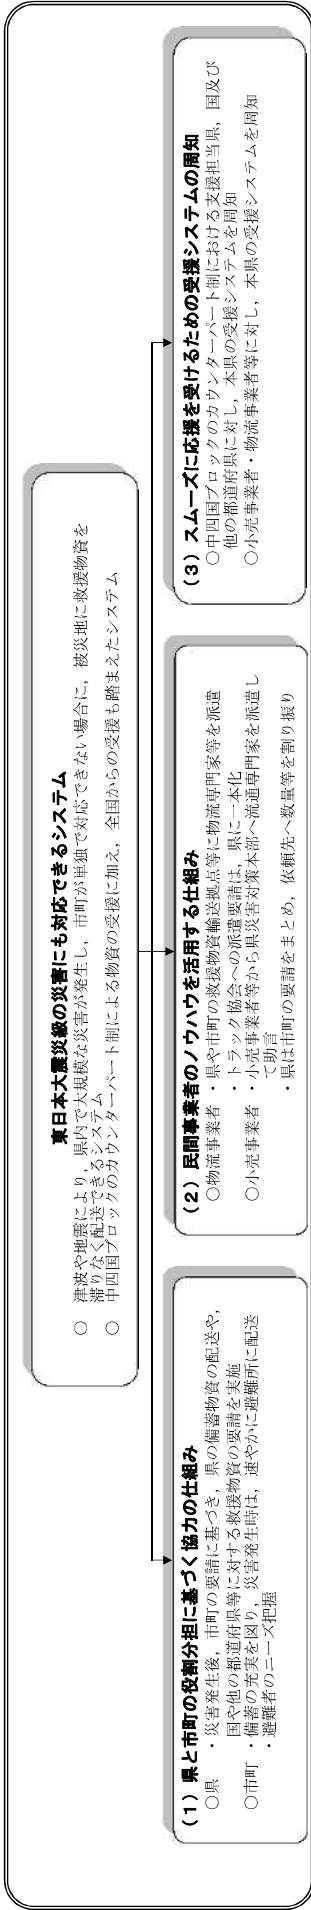 東日本大震災級の災害にも対応できるシステム
○　津波や地震により，県内で大規模な災害が発生し，市町が単独で対応できない場合に，被災地に救援物資を
滞りなく配送できるシステム
○　中四国ブロックのカウンターパート制による物資の受援に加え，全国からの受援も踏まえたシステム
（１）県と市町の役割分担に基づく協力の仕組み
○県　・災害発生後，市町の要請に基づき，県の備蓄物資の配送や，
国や他の都道府県等に対する救援物資の要請を実施
○市町　・備蓄の充実を図り，災害発生時は，速やかに避難所に配送
・避難者のニーズ把握
（２）民間事業者のノウハウを活用する仕組み
○物流事業者　・県や市町の救援物資輸送拠点等に物流専門家等を派遣
・トラック協会への派遣要請は，県に一本化
○小売事業者　・小売事業者等から県災害対策本部へ流通専門家を派遣し
て助言
・県は市町の要請をまとめ，依頼先へ数量等を割り振り
（３）スムーズに応援を受けるための受援システムの周知
○中四国ブロックのカウンターパート制における支援担当県，国及び
他の都道府県に対し，本県の受援システムを周知
○小売事業者・物流事業者等に対し，本県の受援システムを周知